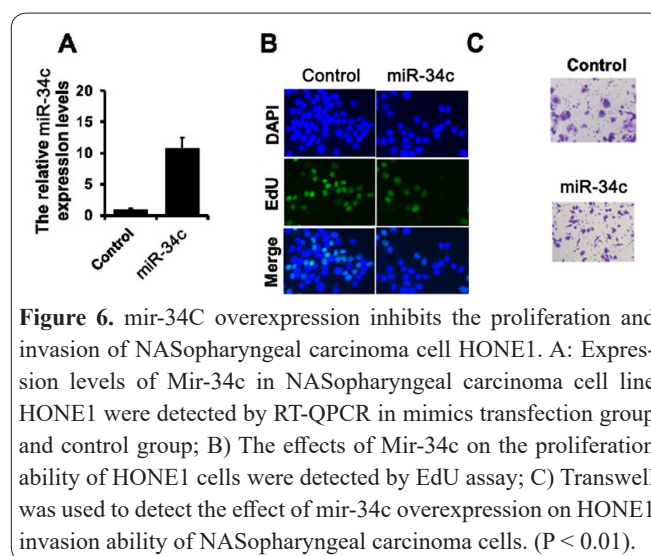 A
B
C
The relative miR-34c
expression levels
20
15
10
5
0
Control
miR-34c
Control
miR-34c
DAPI
EdU
Merge
Control
miR-34c
Figure 6. mir-34C overexpression inhibits the proliferation and
invasion of NASopharyngeal carcinoma cell HONE1. A: Expres-
sion levels of Mir-34c in NASopharyngeal carcinoma cell line
HONE1 were detected by RT-QPCR in mimics transfection group
and control group; B) The effects of Mir-34c on the proliferation
ability of HONE1 cells were detected by EdU assay; C) Transwell
was used to detect the effect of mir-34c overexpression on HONE1
invasion ability of NASopharyngeal carcinoma cells. (P < 0.01).